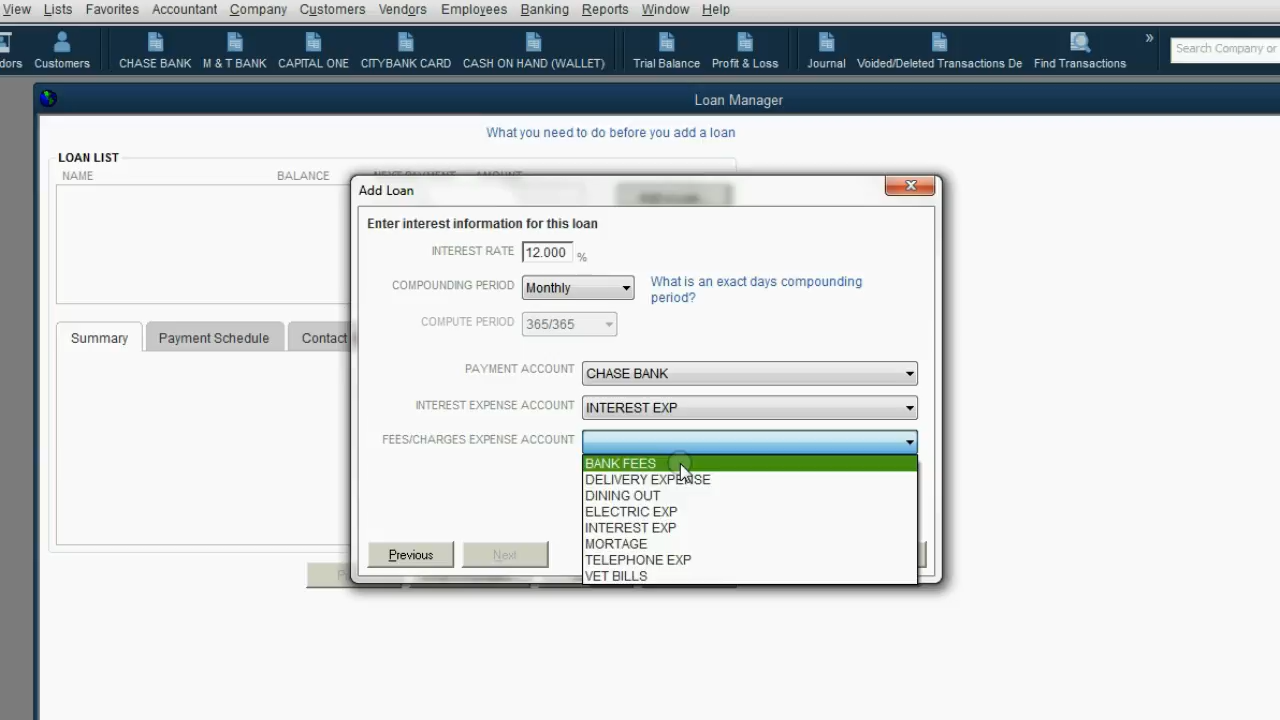 View Lists Favorites Accountant Company Customers Vendors Employees Banking Reports Window Help
dors Customers CHASE BANK M & T BANK CAPITAL ONE CITYBANK CARD CASH ON HAND (WALLET) Trial Balance Profit & Loss Journal Voided/Deleted Transactions De Find Transactions » Search Company or
Loan Manager
What you need to do before you add a loan
LOAN LIST
NAME BALANCE NEXT PAYMENT AMOUNT
Add Loan
Enter interest information for this loan
INTEREST RATE 12.000 %
COMPOUNDING PERIOD Monthly What is an exact days compounding
period?
COMPUTE PERIOD 365/365
Summary Payment Schedule Contact
PAYMENT ACCOUNT CHASE BANK
INTEREST EXPENSE ACCOUNT INTEREST EXP
FEES/CHARGES EXPENSE ACCOUNT
BANK FEES
DELIVERY EXPENSE
DINING OUT
ELECTRIC EXP
INTEREST EXP
MORTAGE
TELEPHONE EXP
VET BILLS
Previous Next